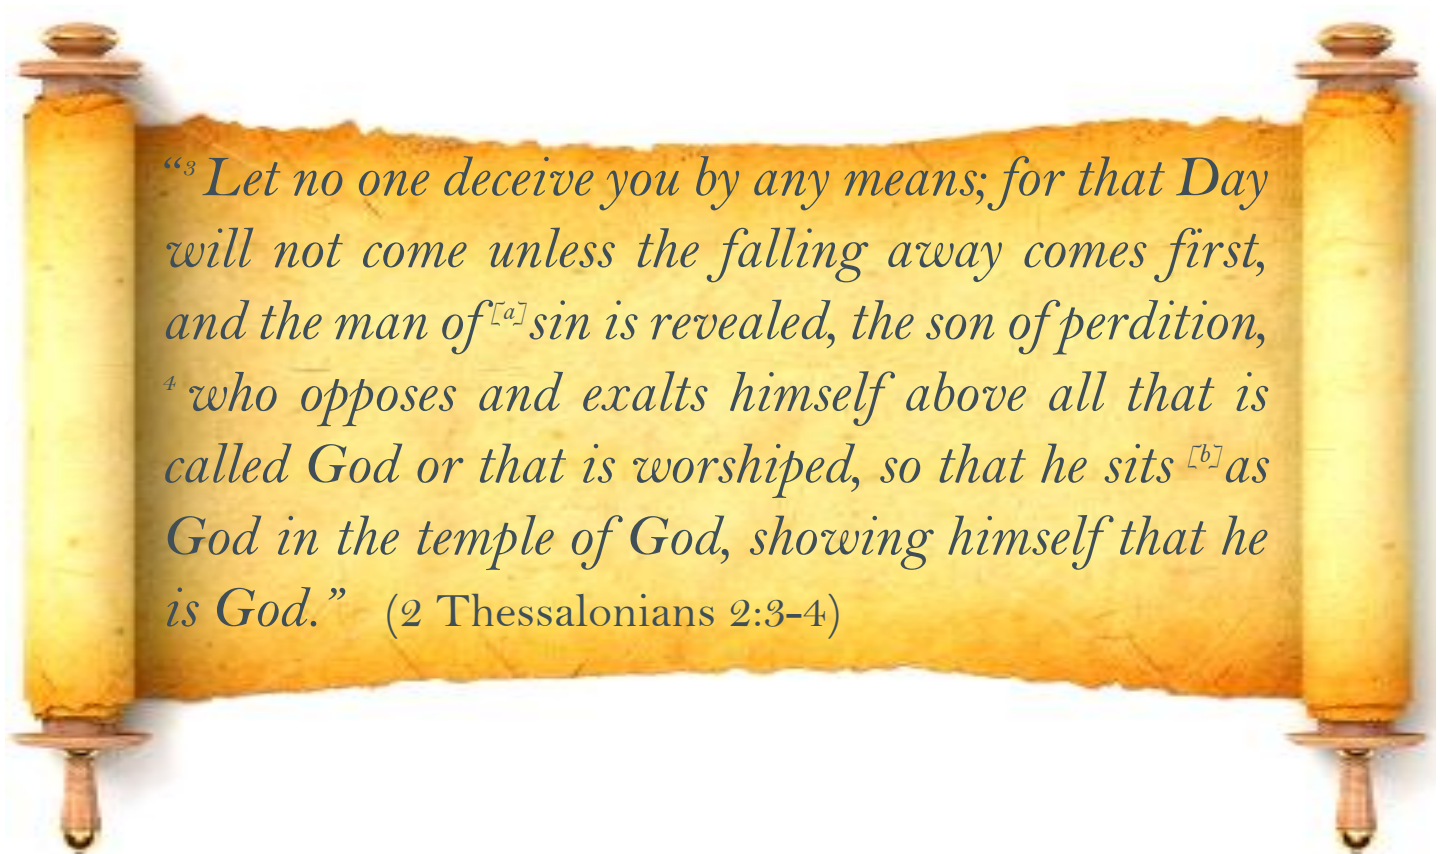 “³ Let no one deceive you by any means; for that Day
will not come unless the falling away comes first,
and the man of [a] sin is revealed, the son of perdition,
⁴ who opposes and exalts himself above all that is
called God or that is worshiped, so that he sits [b] as
God in the temple of God, showing himself that he
is God.” (2 Thessalonians 2:3-4)